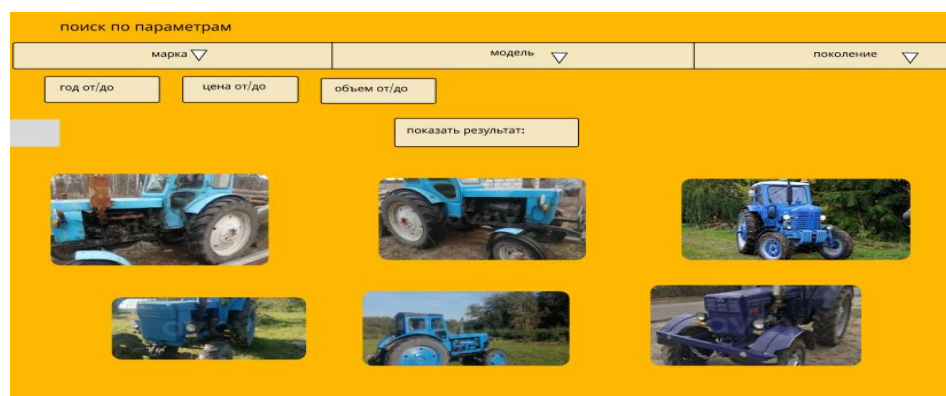 поиск по параметрам
марка
модель
поколение
год от/до
цена от/до
объем от/до
показать результат: